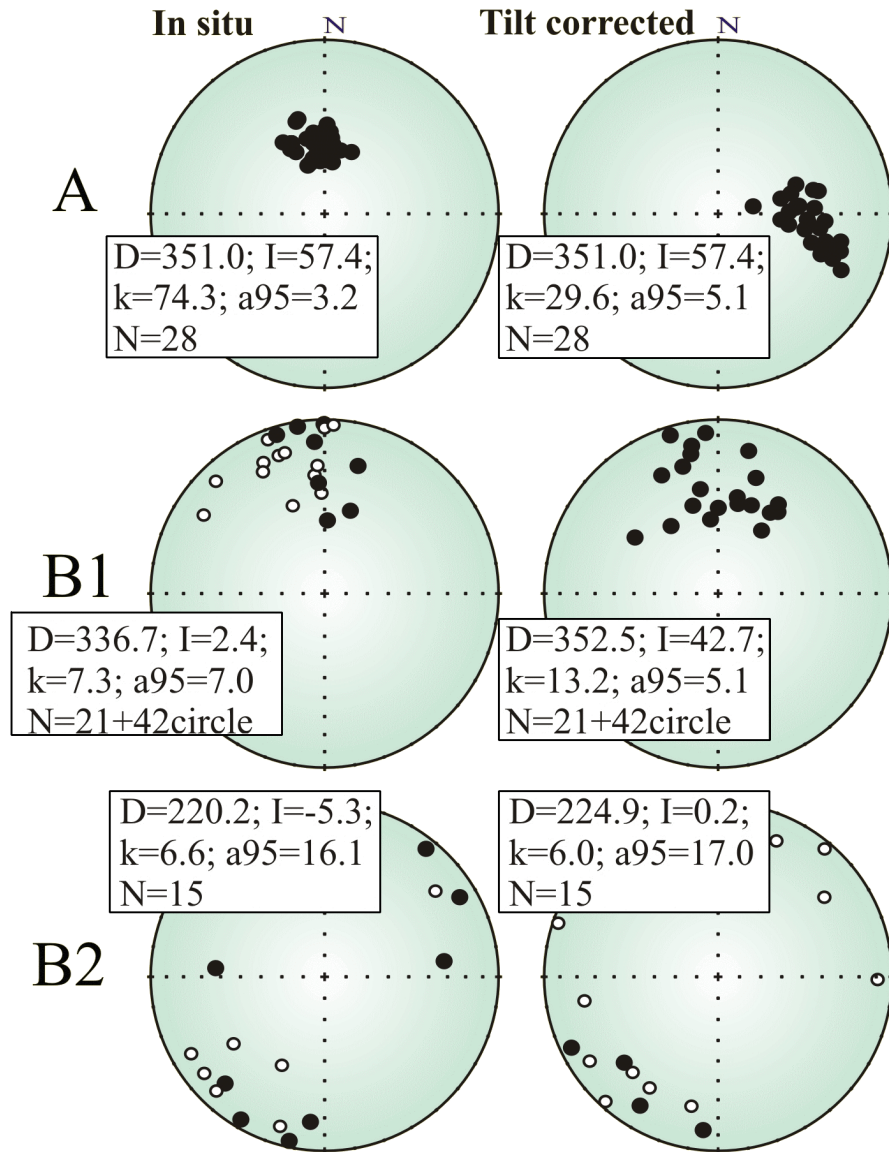 In situ
Tilt corrected
N
N
A
D=351.0; I=57.4;
k=74.3; a95=3.2
N=28
D=351.0; I=57.4;
k=29.6; a95=5.1
N=28
B1
D=336.7; I=2.4;
k=7.3; a95=7.0
N=21+42circle
D=352.5; I=42.7;
k=13.2; a95=5.1
N=21+42circle
B2
D=220.2; I=-5.3;
k=6.6; a95=16.1
N=15
D=224.9; I=0.2;
k=6.0; a95=17.0
N=15